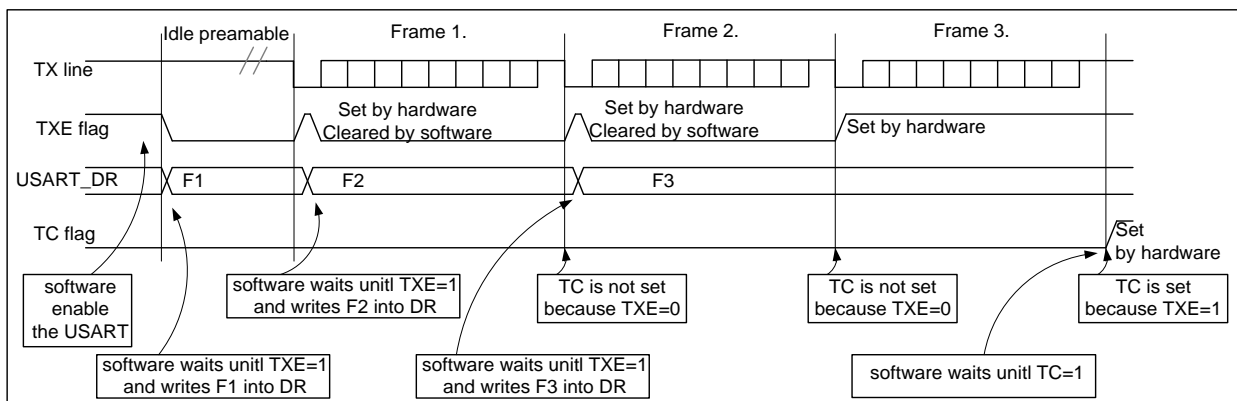 Idle preamable
Frame 1.
Frame 2.
Frame 3.
TX line
TXE flag
Set by hardware
Cleared by software
Set by hardware
Cleared by software
Set by hardware
USART_DR
F1
F2
F3
TC flag
Set
by hardware
software
enable
the USART
software waits unitl TXE=1
and writes F2 into DR
TC is not set
because TXE=0
TC is not set
because TXE=0
TC is set
because TXE=1
software waits unitl TXE=1
and writes F1 into DR
software waits unitl TXE=1
and writes F3 into DR
software waits unitl TC=1